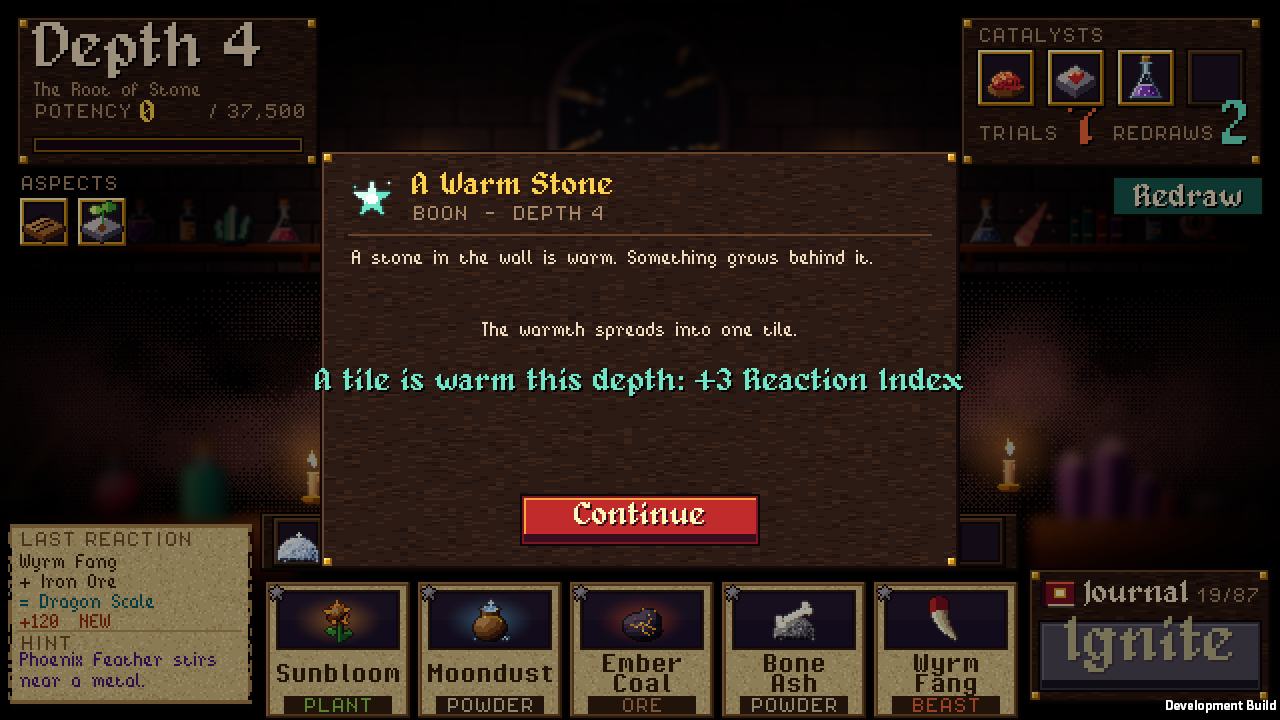 Depth 4
The Root of Stone
POTENCY 0 / 37,500
ASPECTS
CATALYSTS
TRIALS 7 REDRAWS 2
Redraw
A Warm Stone
BOON - DEPTH 4
A stone in the wall is warm. Something grows behind it.
The warmth spreads into one tile.
A tile is warm this depth: +3 Reaction Index
Continue
LAST REACTION
Wyrm Fang
+ Iron Ore
= Dragon Scale
+120 NEW
HINT
Phoenix Feather stirs
near a metal.
Sunbloom
PLANT
Moondust
POWDER
Ember
Coal
ORE
Bone
Ash
POWDER
Wyrm
Fang
BEAST
Journal 19/87
Ignite
Development Build